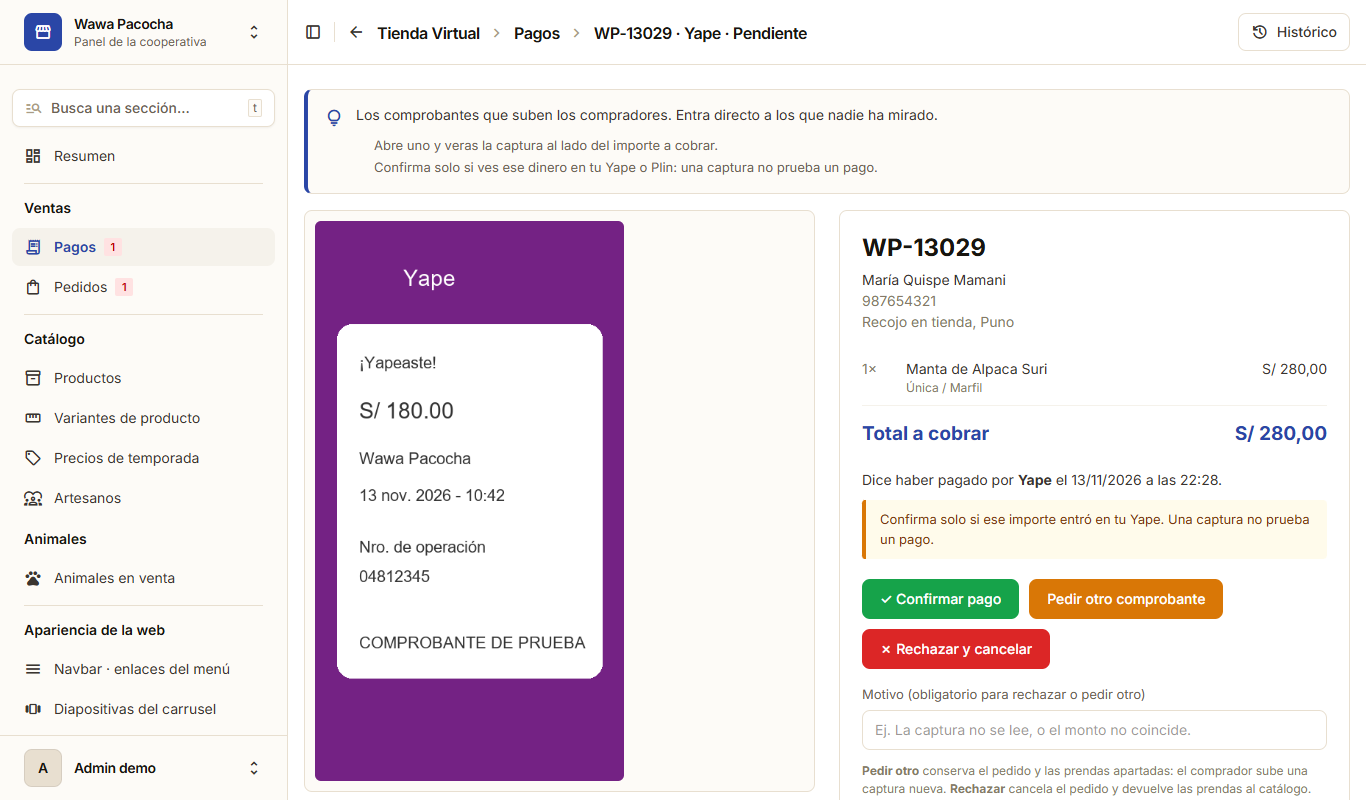 Wawa Pacocha
Panel de la cooperativa
Busca una sección...
t
Resumen
Ventas
Pagos 1
Pedidos 1
Catálogo
Productos
Variantes de producto
Precios de temporada
Artesanos
Animales
Animales en venta
Apariencia de la web
Navbar · enlaces del menú
Diapositivas del carrusel
A
Admin demo
Tienda Virtual > Pagos > WP-13029 · Yape · Pendiente
Histórico
Los comprobantes que suben los compradores. Entra directo a los que nadie ha mirado.
Abre uno y veras la captura al lado del importe a cobrar.
Confirma solo si ves ese dinero en tu Yape o Plin: una captura no prueba un pago.
Yape
¡Yapeaste!
S/ 180.00
Wawa Pacocha
13 nov. 2026 - 10:42
Nro. de operación
04812345
COMPROBANTE DE PRUEBA
WP-13029
María Quispe Mamani
987654321
Recojo en tienda, Puno
1× Manta de Alpaca Suri S/ 280,00
Única / Marfil
Total a cobrar S/ 280,00
Dice haber pagado por Yape el 13/11/2026 a las 22:28.
Confirma solo si ese importe entró en tu Yape. Una captura no prueba
un pago.
✓ Confirmar pago
Pedir otro comprobante
× Rechazar y cancelar
Motivo (obligatorio para rechazar o pedir otro)
Ej. La captura no se lee, o el monto no coincide.
Pedir otro conserva el pedido y las prendas apartadas: el comprador sube una
captura nueva. Rechazar cancela el pedido y devuelve las prendas al catálogo.